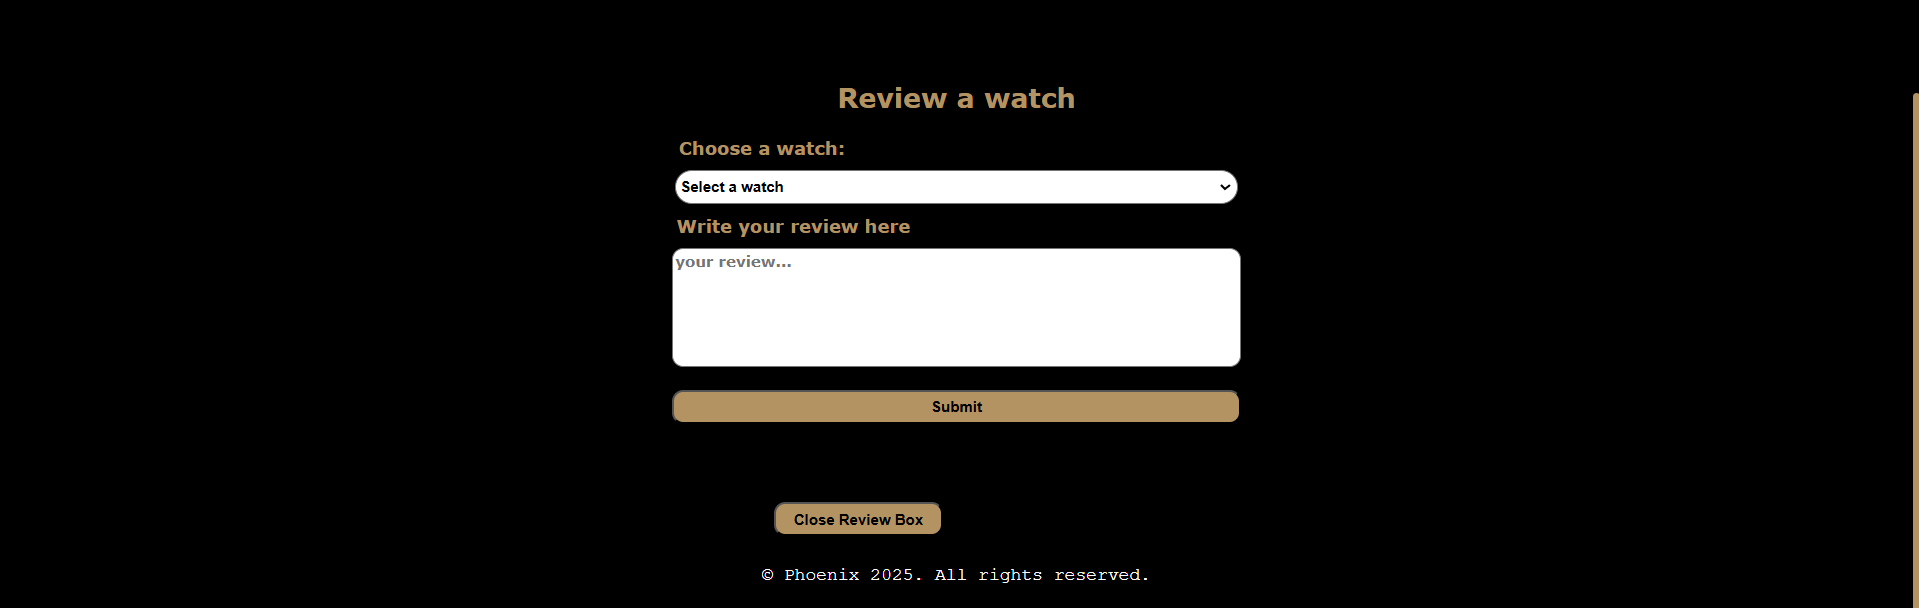 Review a watch
Choose a watch:
Select a watch
Write your review here
your review...
Submit
Close Review Box
© Phoenix 2025. All rights reserved.